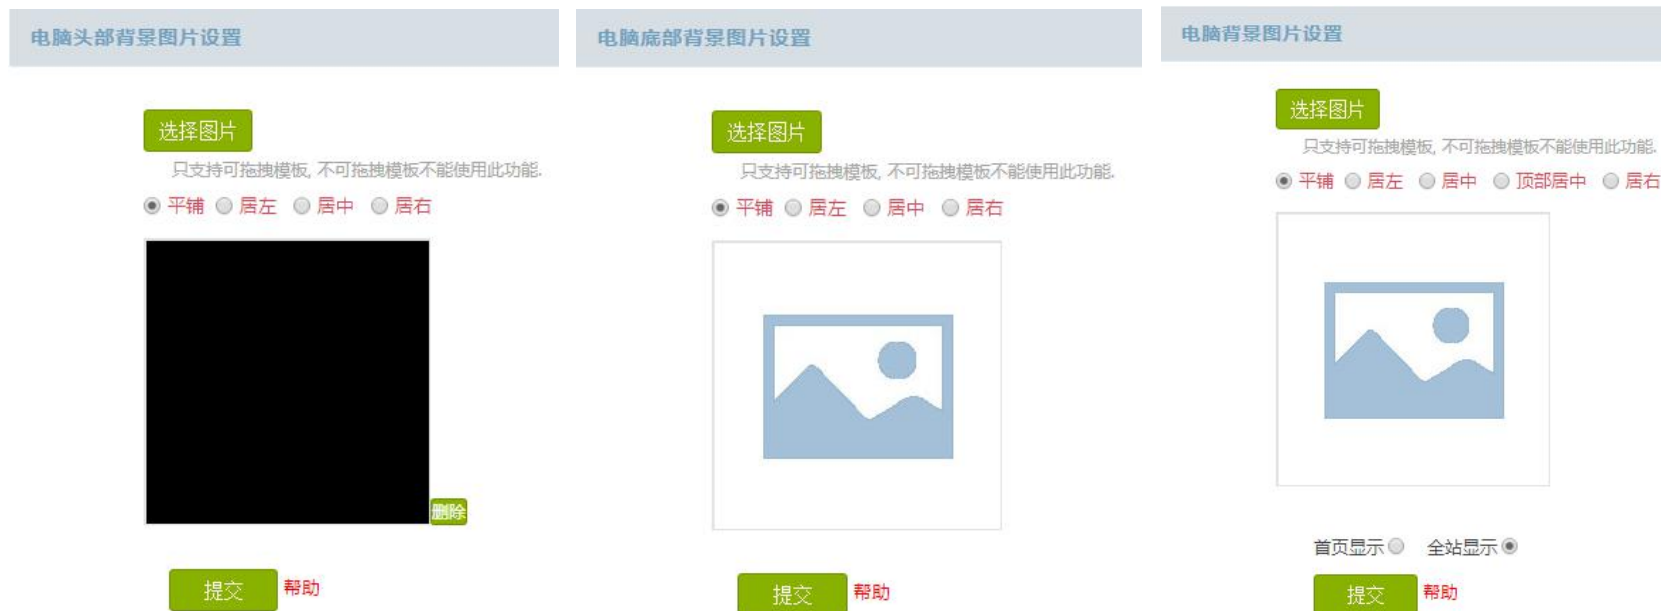 电脑头部背景图片设置
选择图片
只支持可拖拽模板, 不可拖拽模板不能使用此功能.
平铺 居左 居中 居右
删除
提交 帮助
电脑底部背景图片设置
选择图片
只支持可拖拽模板, 不可拖拽模板不能使用此功能.
平铺 居左 居中 居右
提交 帮助
电脑背景图片设置
选择图片
只支持可拖拽模板, 不可拖拽模板不能使用此功能.
平铺 居左 居中 顶部居中 居右
首页显示 全站显示
提交 帮助